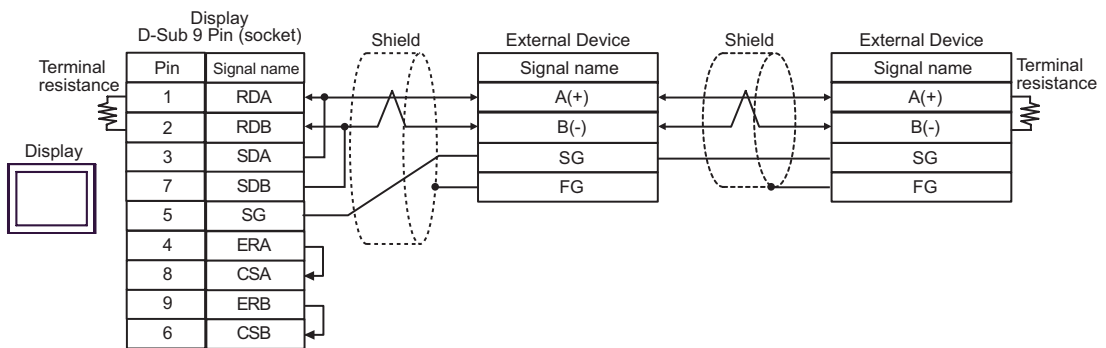 Display
D-Sub 9 Pin (socket)
Shield
External Device
Shield
External Device
Terminal
resistance
Pin Signal name
Signal name
Signal name
Terminal
resistance
1 RDA
A(+)
A(+)
2 RDB
B(-)
B(-)
Display
3 SDA
SG
SG
7 SDB
FG
FG
5 SG
4 ERA
8 CSA
9 ERB
6 CSB